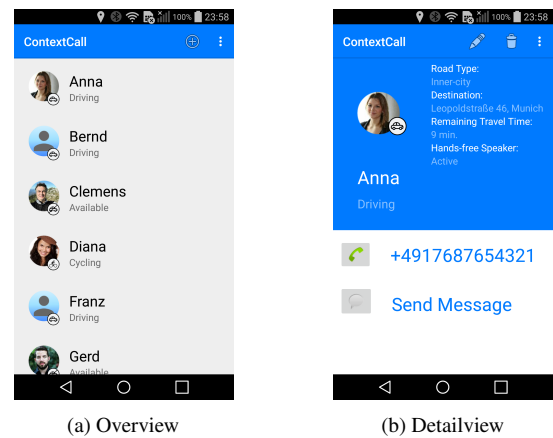 100% 23:58
ContextCall
Anna
Driving
Bernd
Driving
Clemens
Available
Diana
Cycling
Franz
Driving
Gerd
Available
(a) Overview
100% 23:58
ContextCall
Road Type:
Inner-city
Destination:
Leopoldstraße 46, Munich
Remaining Travel Time:
9 min.
Hands-free Speaker:
Active
Anna
Driving
+4917687654321
Send Message
(b) Detailview